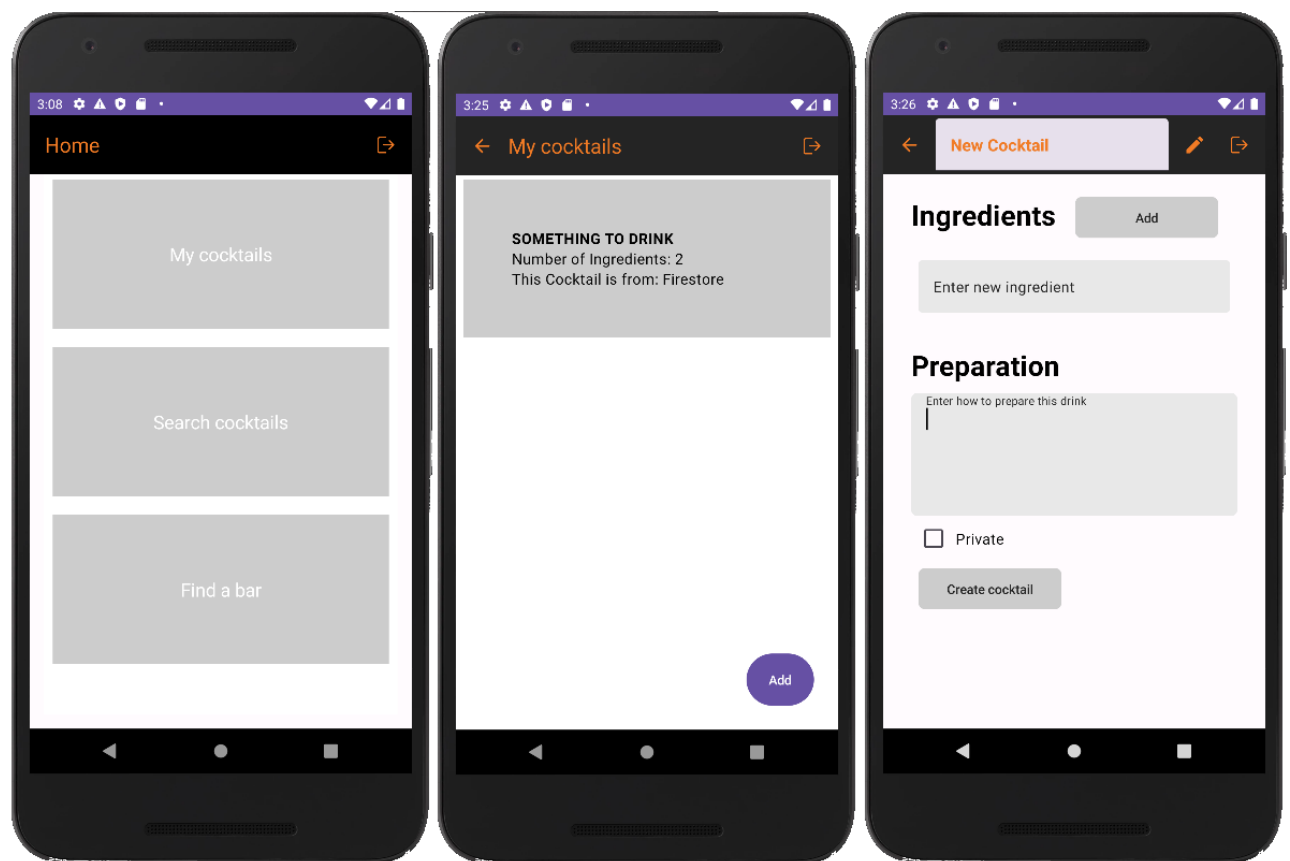 3:08
Home
My cocktails
Search cocktails
Find a bar
3:25
My cocktails
SOMETHING TO DRINK
Number of Ingredients: 2
This Cocktail is from: Firestore
Add
3:26
New Cocktail
Ingredients
Add
Enter new ingredient
Preparation
Enter how to prepare this drink
Private
Create cocktail